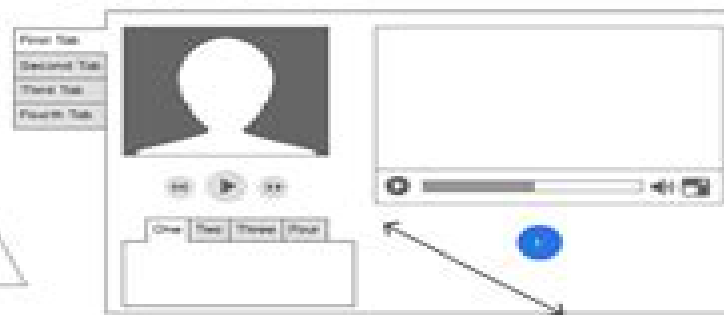 First Tab
Second Tab
Third Tab
Fourth Tab
One Two Three Four